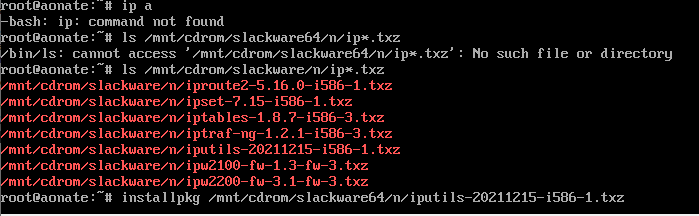 root@aonate:~# ip a
-bash: ip: command not found
root@aonate:~# ls /mnt/cdrom/slackware64/n/ip*.txz
/bin/ls: cannot access '/mnt/cdrom/slackware64/n/ip*.txz': No such file or directory
root@aonate:~# ls /mnt/cdrom/slackware/n/ip*.txz
/mnt/cdrom/slackware/n/iproute2-5.16.0-i586-1.txz
/mnt/cdrom/slackware/n/ipset-7.15-i586-1.txz
/mnt/cdrom/slackware/n/iptables-1.8.7-i586-3.txz
/mnt/cdrom/slackware/n/iptraf-ng-1.2.1-i586-3.txz
/mnt/cdrom/slackware/n/iputils-20211215-i586-1.txz
/mnt/cdrom/slackware/n/ipw2100-fw-1.3-fw-3.txz
/mnt/cdrom/slackware/n/ipw2200-fw-3.1-fw-3.txz
root@aonate:~# installpkg /mnt/cdrom/slackware64/n/iputils-20211215-i586-1.txz